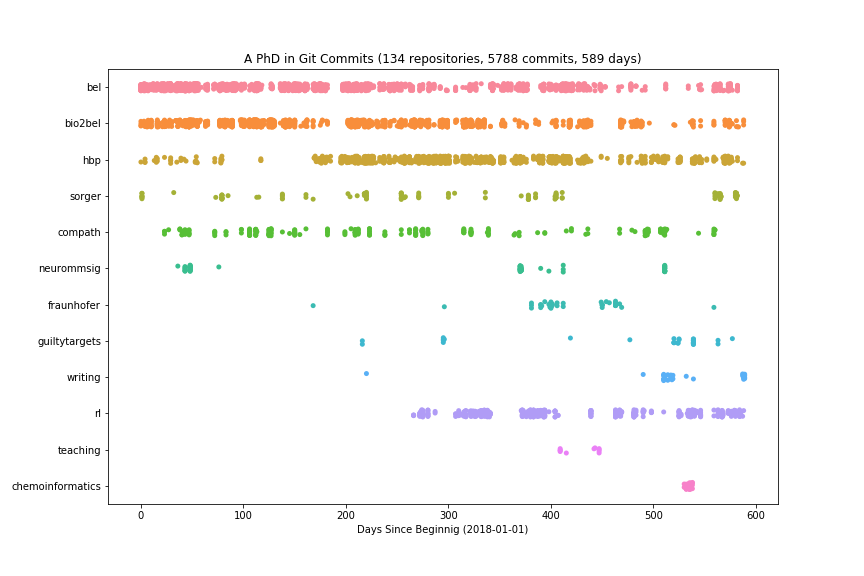 A PhD in Git Commits (134 repositories, 5788 commits, 589 days)
bel
bio2bel
hbp
sorger
compath
neurommsig
fraunhofer
guiltytargets
writing
rl
teaching
chemoinformatics
0 100 200 300 400 500 600
Days Since Beginnig (2018-01-01)